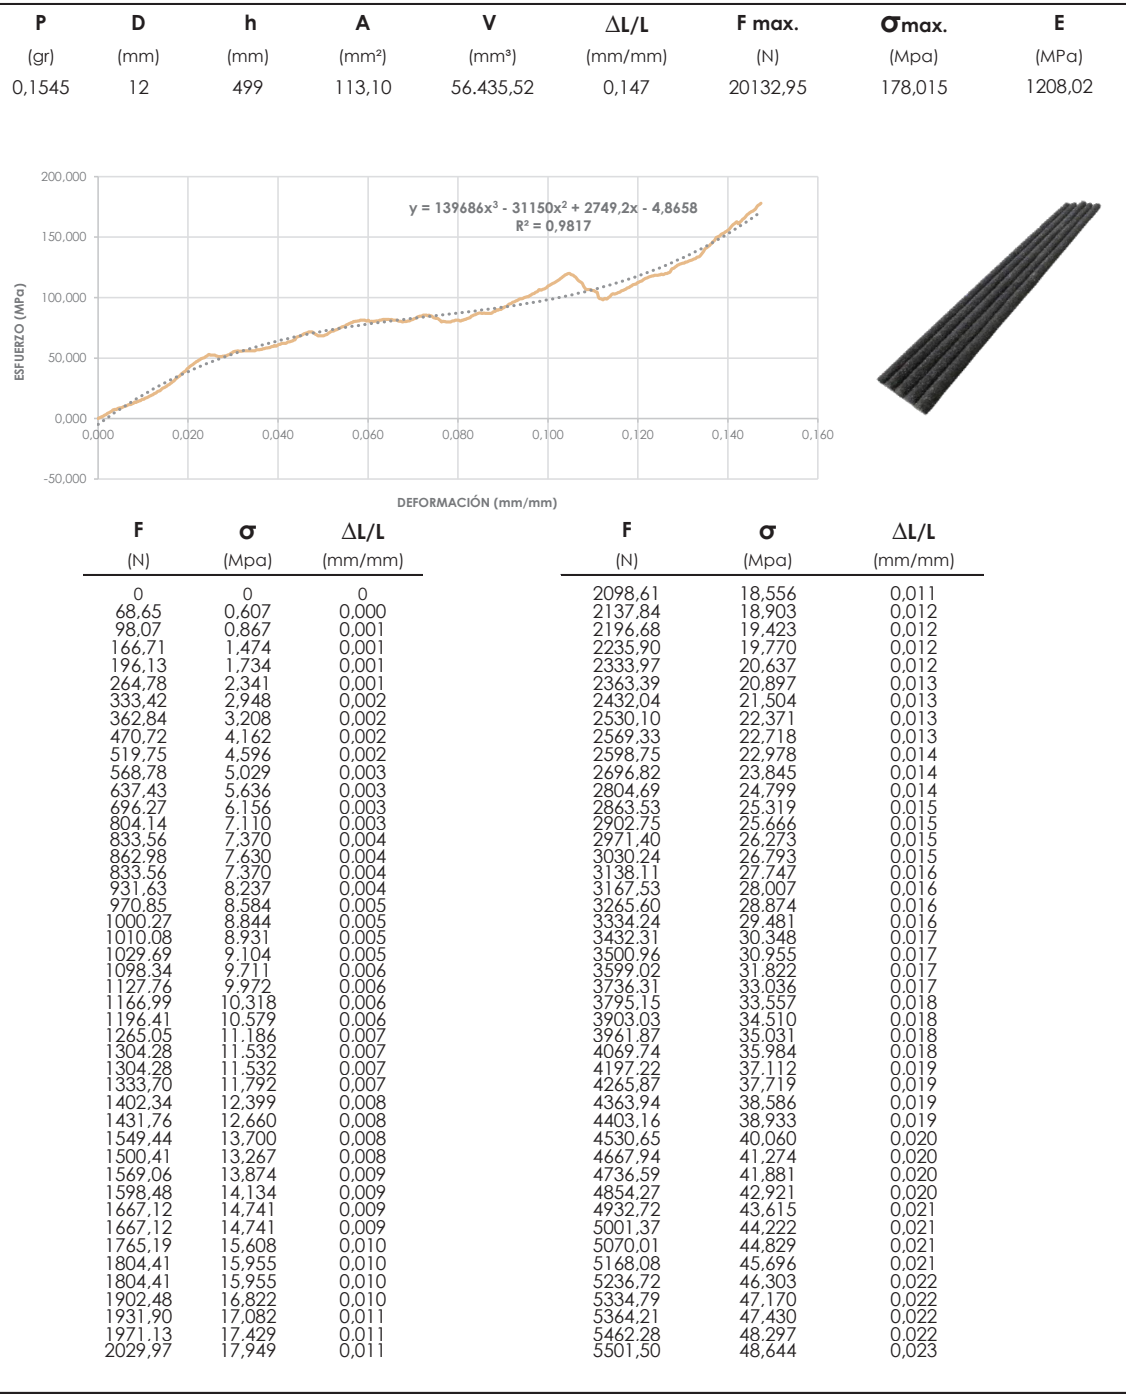 P D h A V ΔL/L F max. σmax. E
(gr) (mm) (mm) (mm²) (mm³) (mm/mm) (N) (Mpa) (MPa)
0,1545 12 499 113,10 56.435,52 0,147 20132,95 178,015 1208,02
200,000
y = 139686x³ - 31150x² + 2749,2x - 4,8658
R² = 0,9817
150,000
100,000
50,000
0,000
-50,000
ESFUERZO (MPa)
0,000 0,020 0,040 0,060 0,080 0,100 0,120 0,140 0,160
DEFORMACIÓN (mm/mm)
F σ ΔL/L F σ ΔL/L
(N) (Mpa) (mm/mm) (N) (Mpa) (mm/mm)
0 0 0 2098,61 18,556 0,011
68,65 0,607 0,000 2137,84 18,903 0,012
98,07 0,867 0,001 2196,68 19,423 0,012
166,71 1,474 0,001 2235,90 19,770 0,012
196,13 1,734 0,001 2333,97 20,637 0,012
264,78 2,341 0,001 2363,39 20,897 0,013
333,42 2,948 0,002 2432,04 21,504 0,013
362,84 3,208 0,002 2530,10 22,371 0,013
470,72 4,162 0,002 2569,33 22,718 0,013
519,75 4,596 0,002 2598,75 22,978 0,014
568,78 5,029 0,003 2696,82 23,845 0,014
637,43 5,636 0,003 2804,69 24,799 0,014
696,27 6,156 0,003 2863,53 25,319 0,015
804,14 7,110 0,003 2902,75 25,666 0,015
833,56 7,370 0,004 2971,40 26,273 0,015
862,98 7,630 0,004 3030,24 26,793 0,015
833,56 7,370 0,004 3138,11 27,747 0,016
931,63 8,237 0,004 3167,53 28,007 0,016
970,85 8,584 0,005 3265,60 28,874 0,016
1000,27 8,844 0,005 3334,24 29,481 0,016
1010,08 8,931 0,005 3432,31 30,348 0,017
1029,69 9,104 0,005 3500,96 30,955 0,017
1098,34 9,711 0,006 3599,02 31,822 0,017
1127,76 9,972 0,006 3736,31 33,036 0,017
1166,99 10,318 0,006 3795,15 33,557 0,018
1196,41 10,579 0,006 3903,03 34,510 0,018
1265,05 11,186 0,007 3961,87 35,031 0,018
1304,28 11,532 0,007 4069,74 35,984 0,018
1304,28 11,532 0,007 4197,22 37,112 0,019
1333,70 11,792 0,007 4265,87 37,719 0,019
1402,34 12,399 0,008 4363,94 38,586 0,019
1431,76 12,660 0,008 4403,16 38,933 0,019
1549,44 13,700 0,008 4530,65 40,060 0,020
1500,41 13,267 0,008 4667,94 41,274 0,020
1569,06 13,874 0,009 4736,59 41,881 0,020
1598,48 14,134 0,009 4854,27 42,921 0,020
1667,12 14,741 0,009 4932,72 43,615 0,021
1667,12 14,741 0,009 5001,37 44,222 0,021
1765,19 15,608 0,010 5070,01 44,829 0,021
1804,41 15,955 0,010 5168,08 45,696 0,021
1804,41 15,955 0,010 5236,72 46,303 0,022
1902,48 16,822 0,010 5334,79 47,170 0,022
1931,90 17,082 0,011 5364,21 47,430 0,022
1971,13 17,429 0,011 5462,28 48,297 0,022
2029,97 17,949 0,011 5501,50 48,644 0,023